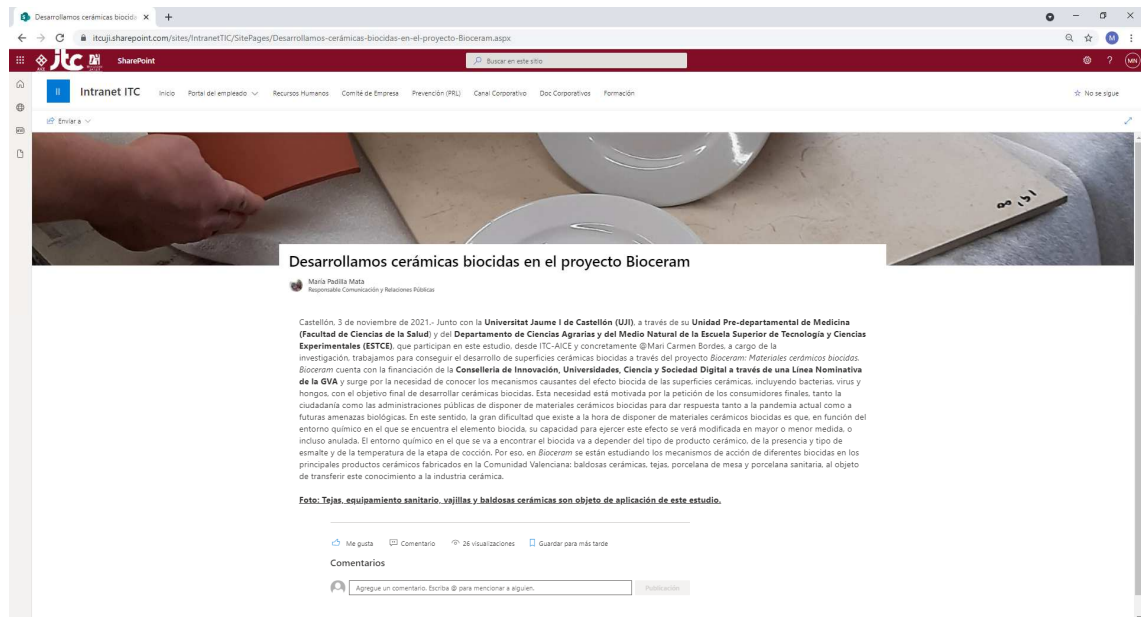 Desarrollamos cerámicas biocida
itcuji.sharepoint.com/sites/IntranetTIC/SitePages/Desarrollamos-cerámicas-biocidas-en-el-proyecto-Bioceram.aspx
M
itc
SharePoint
Buscar en este sitio
?
MN
II
Intranet ITC
Inicio
Portal del empleado
Recursos Humanos
Comité de Empresa
Prevención (PRL)
Canal Corporativo
Doc Corporativos
Formación
No se sigue
Enviar a
Desarrollamos cerámicas biocidas en el proyecto Bioceram
María Padilla Mata
Responsable Comunicación y Relaciones Públicas
Castellón, 3 de noviembre de 2021.- Junto con la Universitat Jaume I de Castellón (UJI), a través de su Unidad Pre-departamental de Medicina
(Facultad de Ciencias de la Salud) y del Departamento de Ciencias Agrarias y del Medio Natural de la Escuela Superior de Tecnología y Ciencias
Experimentales (ESTCE), que participan en este estudio, desde ITC-AICE y concretamente @Mari Carmen Bordes, a cargo de la
investigación, trabajamos para conseguir el desarrollo de superficies cerámicas biocidas a través del proyecto Bioceram: Materiales cerámicos biocidas.
Bioceram cuenta con la financiación de la Conselleria de Innovación, Universidades, Ciencia y Sociedad Digital a través de una Línea Nominativa
de la GVA y surge por la necesidad de conocer los mecanismos causantes del efecto biocida de las superficies cerámicas, incluyendo bacterias, virus y
hongos, con el objetivo final de desarrollar cerámicas biocidas. Esta necesidad está motivada por la petición de los consumidores finales, tanto la
ciudadanía como las administraciones públicas de disponer de materiales cerámicos biocidas para dar respuesta tanto a la pandemia actual como a
futuras amenazas biológicas. En este sentido, la gran dificultad que existe a la hora de disponer de materiales cerámicos biocidas es que, en función del
entorno químico en el que se encuentra el elemento biocida, su capacidad para ejercer este efecto se verá modificada en mayor o menor medida, o
incluso anulada. El entorno químico en el que se va a encontrar el biocida va a depender del tipo de producto cerámico, de la presencia y tipo de
esmalte y de la temperatura de la etapa de cocción. Por eso, en Bioceram se están estudiando los mecanismos de acción de diferentes biocidas en los
principales productos cerámicos fabricados en la Comunidad Valenciana: baldosas cerámicas, tejas, porcelana de mesa y porcelana sanitaria, al objeto
de transferir este conocimiento a la industria cerámica.
Foto: Tejas, equipamiento sanitario, vajillas y baldosas cerámicas son objeto de aplicación de este estudio.
Me gusta
Comentario
26 visualizaciones
Guardar para más tarde
Comentarios
Agregue un comentario. Escriba @ para mencionar a alguien.
Publicación